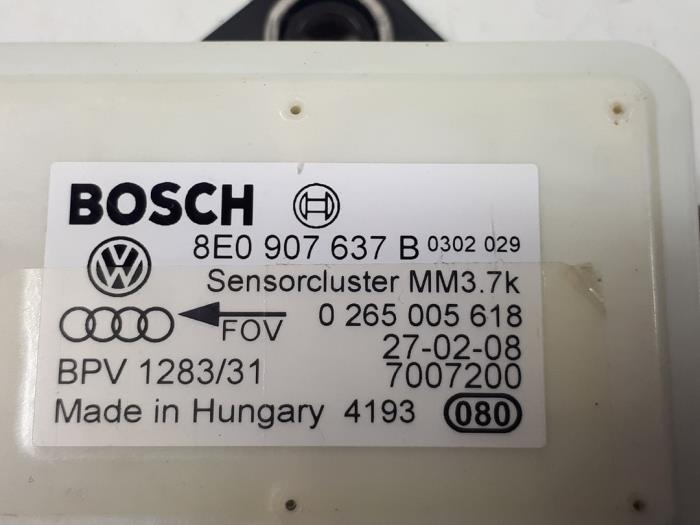 BOSCH
8E0 907 637 B 0302 029
Sensorcluster MM3.7k
FOV 0 265 005 618
27-02-08
BPV 1283/31 7007200
Made in Hungary 4193 080